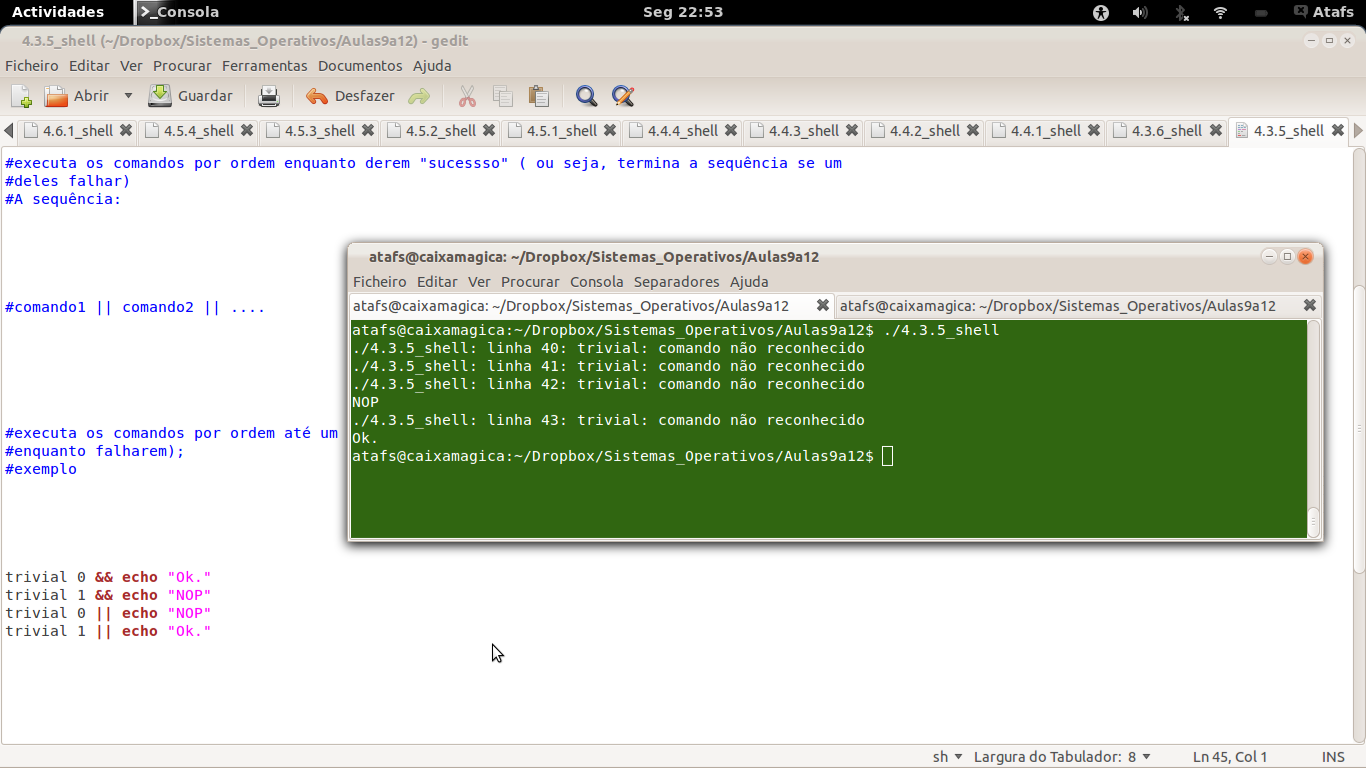 Actividades
Consola
Seg 22:53
Atafs
4.3.5_shell (~/Dropbox/Sistemas_Operativos/Aulas9a12) - gedit
Ficheiro Editar Ver Procurar Ferramentas Documentos Ajuda
Abrir Guardar Desfazer
4.6.1_shell 4.5.4_shell 4.5.3_shell 4.5.2_shell 4.5.1_shell 4.4.4_shell 4.4.3_shell 4.4.2_shell 4.4.1_shell 4.3.6_shell 4.3.5_shell
#executa os comandos por ordem enquanto derem "sucessso" ( ou seja, termina a sequência se um
#deles falhar)
#A sequência:
#comando1 || comando2 || ....
#executa os comandos por ordem até um
#enquanto falharem);
#exemplo
trivial 0 && echo "Ok."
trivial 1 && echo "NOP"
trivial 0 || echo "NOP"
trivial 1 || echo "Ok."
atafs@caixamagica: ~/Dropbox/Sistemas_Operativos/Aulas9a12
Ficheiro Editar Ver Procurar Consola Separadores Ajuda
atafs@caixamagica: ~/Dropbox/Sistemas_Operativos/Aulas9a12 atafs@caixamagica: ~/Dropbox/Sistemas_Operativos/Aulas9a12
atafs@caixamagica:~/Dropbox/Sistemas_Operativos/Aulas9a12$ ./4.3.5_shell
./4.3.5_shell: linha 40: trivial: comando não reconhecido
./4.3.5_shell: linha 41: trivial: comando não reconhecido
./4.3.5_shell: linha 42: trivial: comando não reconhecido
NOP
./4.3.5_shell: linha 43: trivial: comando não reconhecido
Ok.
atafs@caixamagica:~/Dropbox/Sistemas_Operativos/Aulas9a12$
sh Largura do Tabulador: 8 Ln 45, Col 1 INS